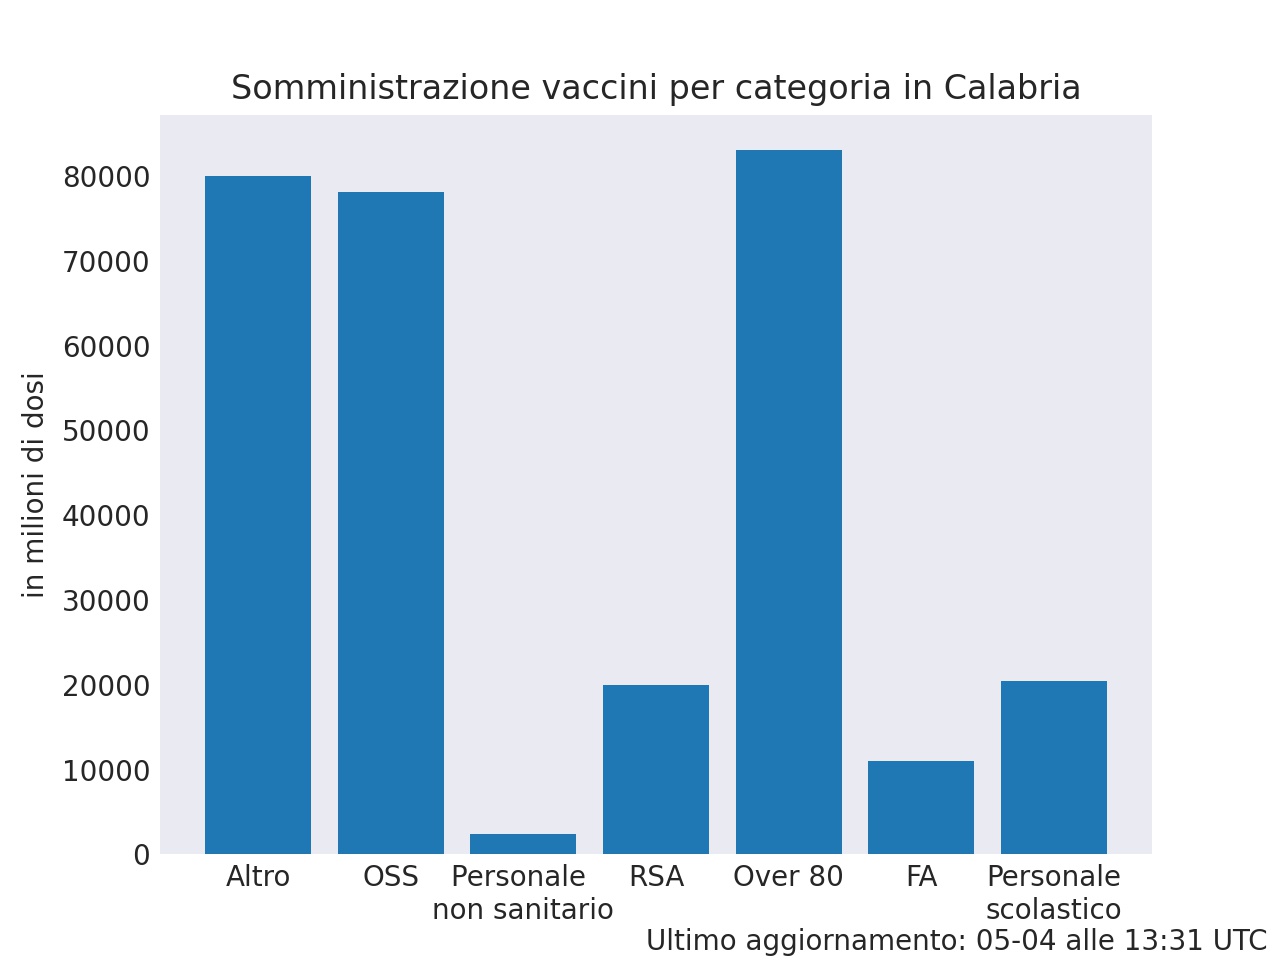 Somministrazione vaccini per categoria in Calabria
in milioni di dosi
80000
70000
60000
50000
40000
30000
20000
10000
0
Altro
OSS
Personale
non sanitario
RSA
Over 80
FA
Personale
scolastico
Ultimo aggiornamento: 05-04 alle 13:31 UTC